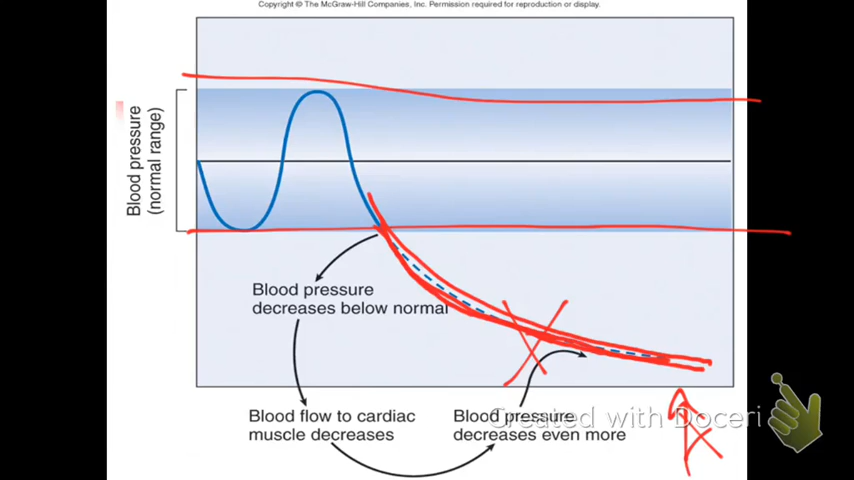 Copyright © The McGraw-Hill Companies, Inc. Permission required for reproduction or display.
Blood pressure
(normal range)
Blood pressure
decreases below normal
Blood flow to cardiac
muscle decreases
Blood pressure
decreases even more
Created with Doceri